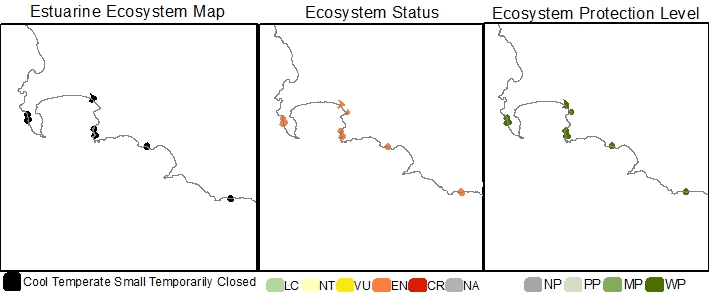 Estuarine Ecosystem Map
Ecosystem Status
Ecosystem Protection Level
Cool Temperate Small Temporarily Closed
LC NT VU EN CR NA
NP PP MP WP